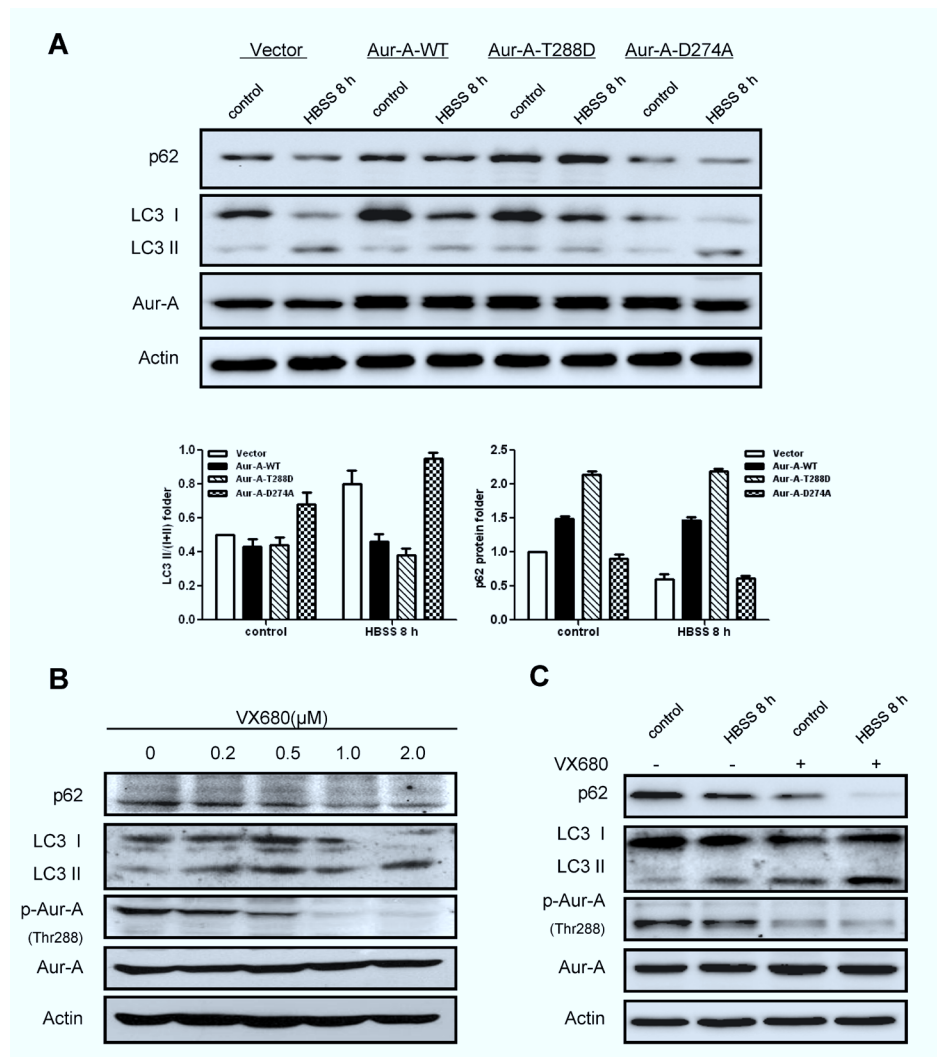 A
Vector Aur-A-WT Aur-A-T288D Aur-A-D274A
control HBSS 8 h control HBSS 8 h control HBSS 8 h control HBSS 8 h
p62
LC3 I
LC3 II
Aur-A
Actin
LC3 II/(I+II) folder
1.0
0.8
0.6
0.4
0.2
0.0
Vector
Aur-A-WT
Aur-A-T288D
Aur-A-D274A
control HBSS 8 h
p62 protein folder
2.5
2.0
1.5
1.0
0.5
0.0
Vector
Aur-A-WT
Aur-A-T288D
Aur-A-D274A
control HBSS 8 h
B
VX680(μM)
0 0.2 0.5 1.0 2.0
p62
LC3 I
LC3 II
p-Aur-A
(Thr288)
Aur-A
Actin
C
control HBSS 8 h control HBSS 8 h
VX680 - - + +
p62
LC3 I
LC3 II
p-Aur-A
(Thr288)
Aur-A
Actin